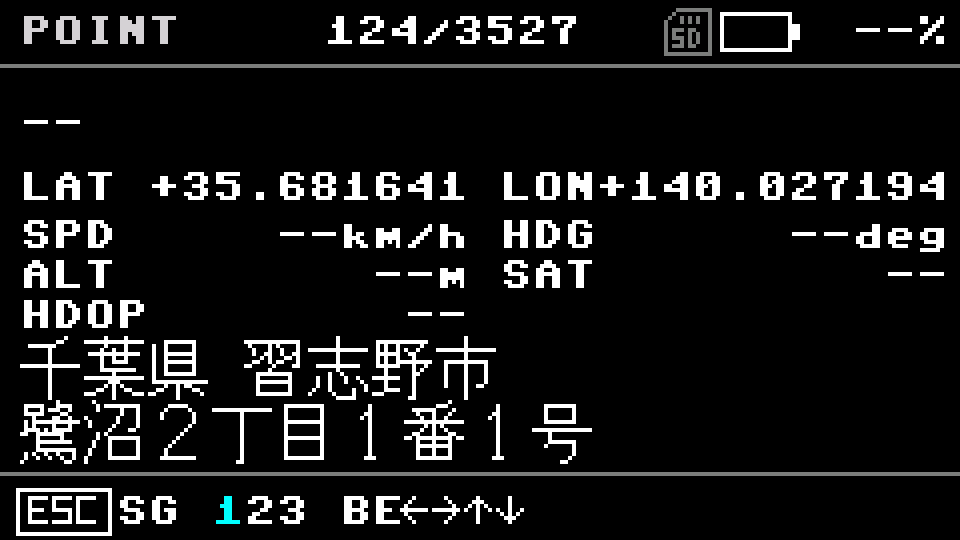 POINT 124/3527 SD --%
--
LAT +35.681641 LON+140.027194
SPD --km/h HDG --deg
ALT --m SAT --
HDOP --
千葉県 習志野市
鷺沼２丁目１番１号
ESC SG 123 BE←→↑↓